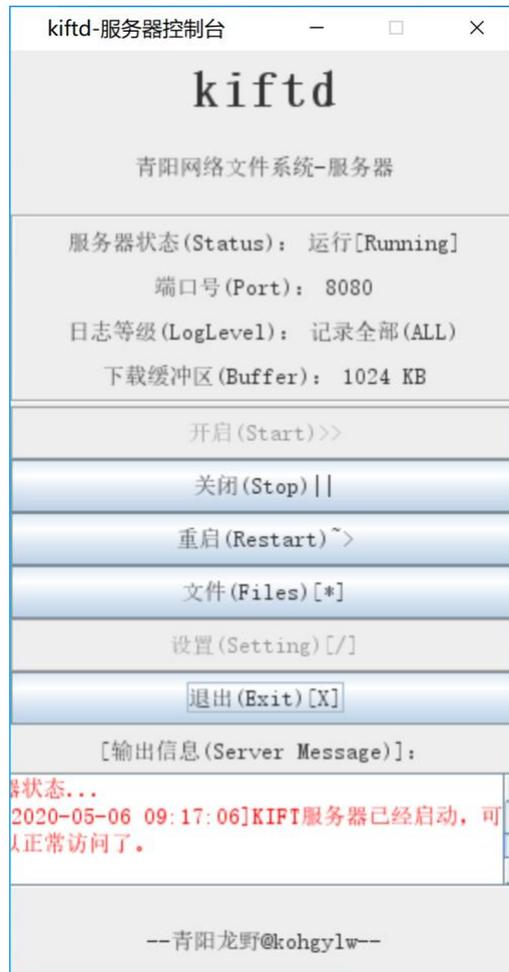 kiftd-服务器控制台
kiftd
青阳网络文件系统-服务器
服务器状态(Status)： 运行[Running]
端口号(Port)： 8080
日志等级(LogLevel)： 记录全部(ALL)
下载缓冲区(Buffer)： 1024 KB
开启(Start)>>
关闭(Stop)||
重启(Restart)~>
文件(Files)[*]
设置(Setting)[/]
退出(Exit)[X]
[输出信息(Server Message)]：
状态...
2020-05-06 09:17:06]KIFT服务器已经启动，可
以正常访问了。
--青阳龙野@kohgylw--